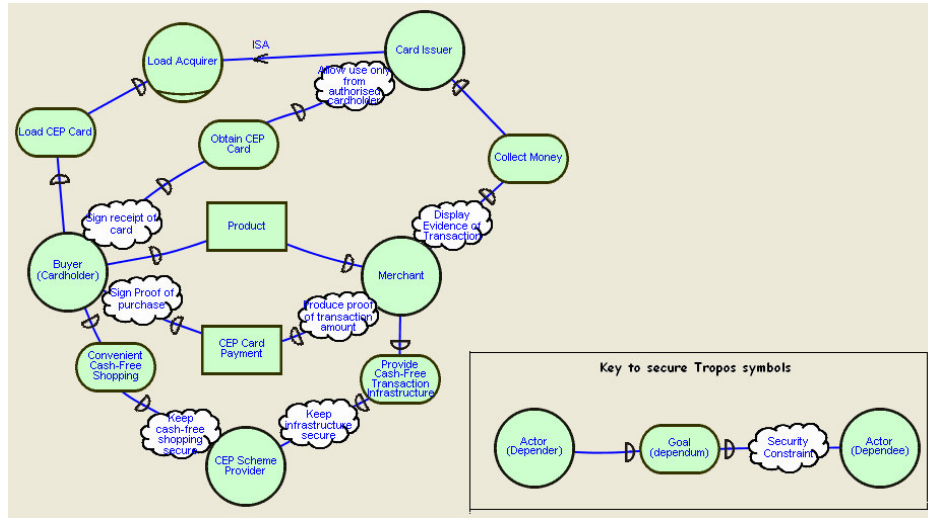 ISA
Load Acquirer
Card Issuer
Allow use only
from
authorised
cardholder
Load CEP Card
Obtain CEP
Card
Collect Money
Sign receipt of
card
Product
Display
Evidence of
Transaction
Buyer
(Cardholder)
Merchant
Sign Proof of
purchase
Produce proof
of transaction
amount
CEP Card
Payment
Convenient
Cash-Free
Shopping
Provide
Cash-Free
Transaction
Infrastructure
Keep
cash-free
shopping
secure
Keep
infrastructure
secure
CEP Scheme
Provider
Key to secure Tropos symbols
Actor
(Depender)
Goal
(dependum)
Security
Constraint
Actor
(Dependee)